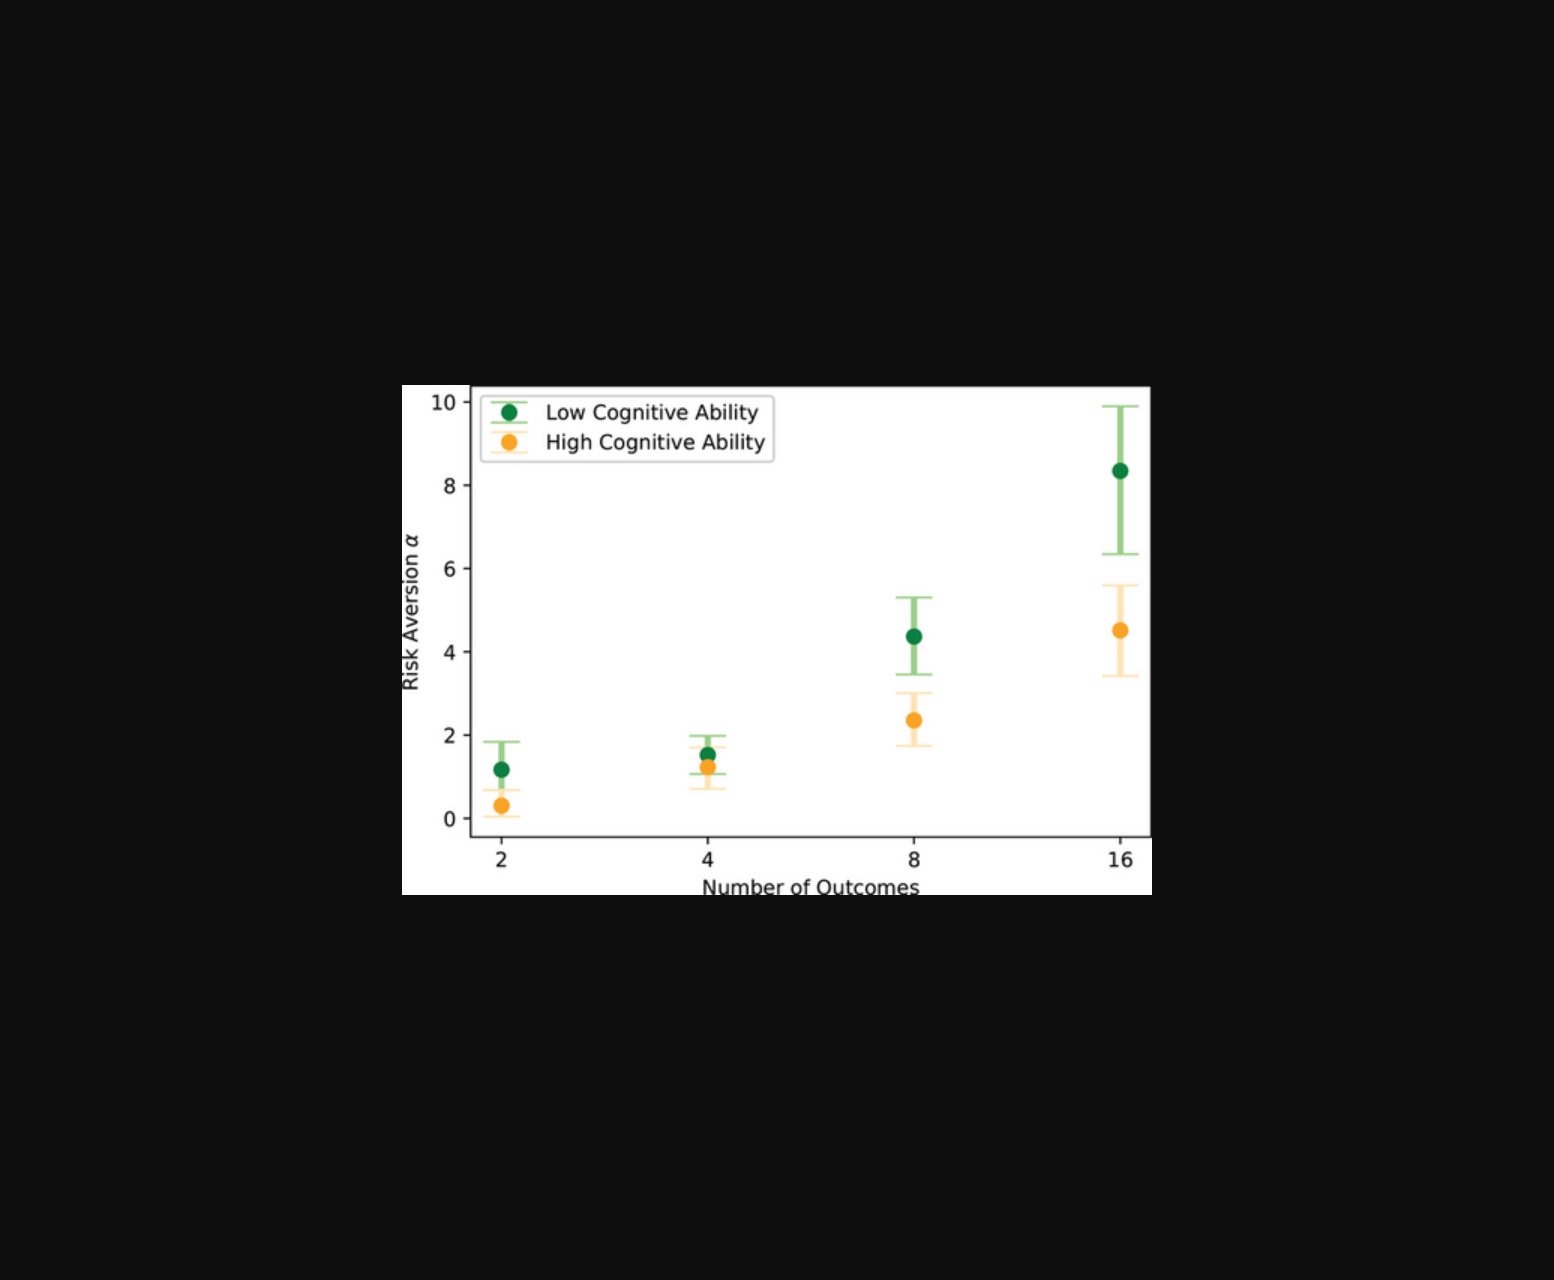 10
8
6
4
2
0
Risk Aversion α
Low Cognitive Ability
High Cognitive Ability
2 4 8 16
Number of Outcomes